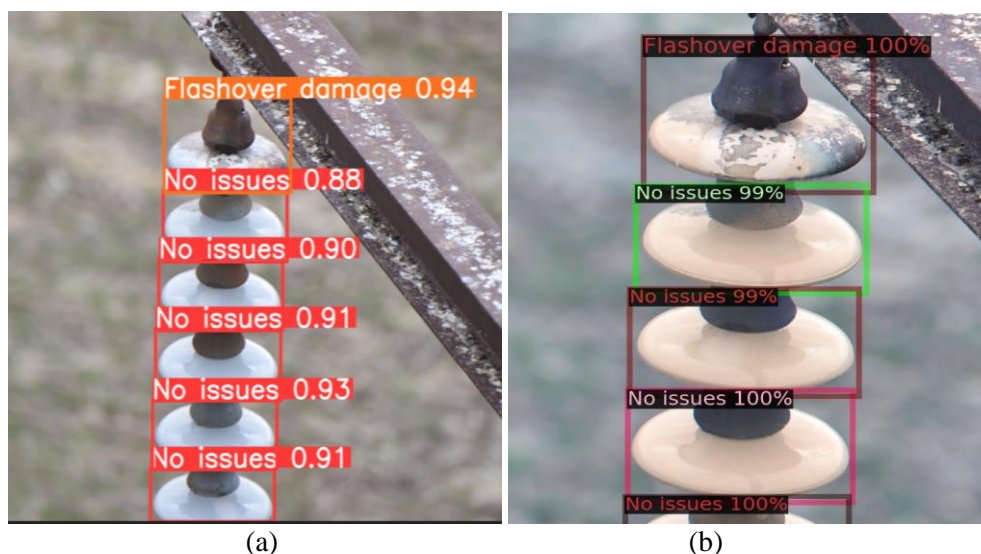 Flashover damage 0.94
No issues 0.88
No issues 0.90
No issues 0.91
No issues 0.93
No issues 0.91
(a)
Flashover damage 100%
No issues 99%
No issues 99%
No issues 100%
No issues 100%
(b)